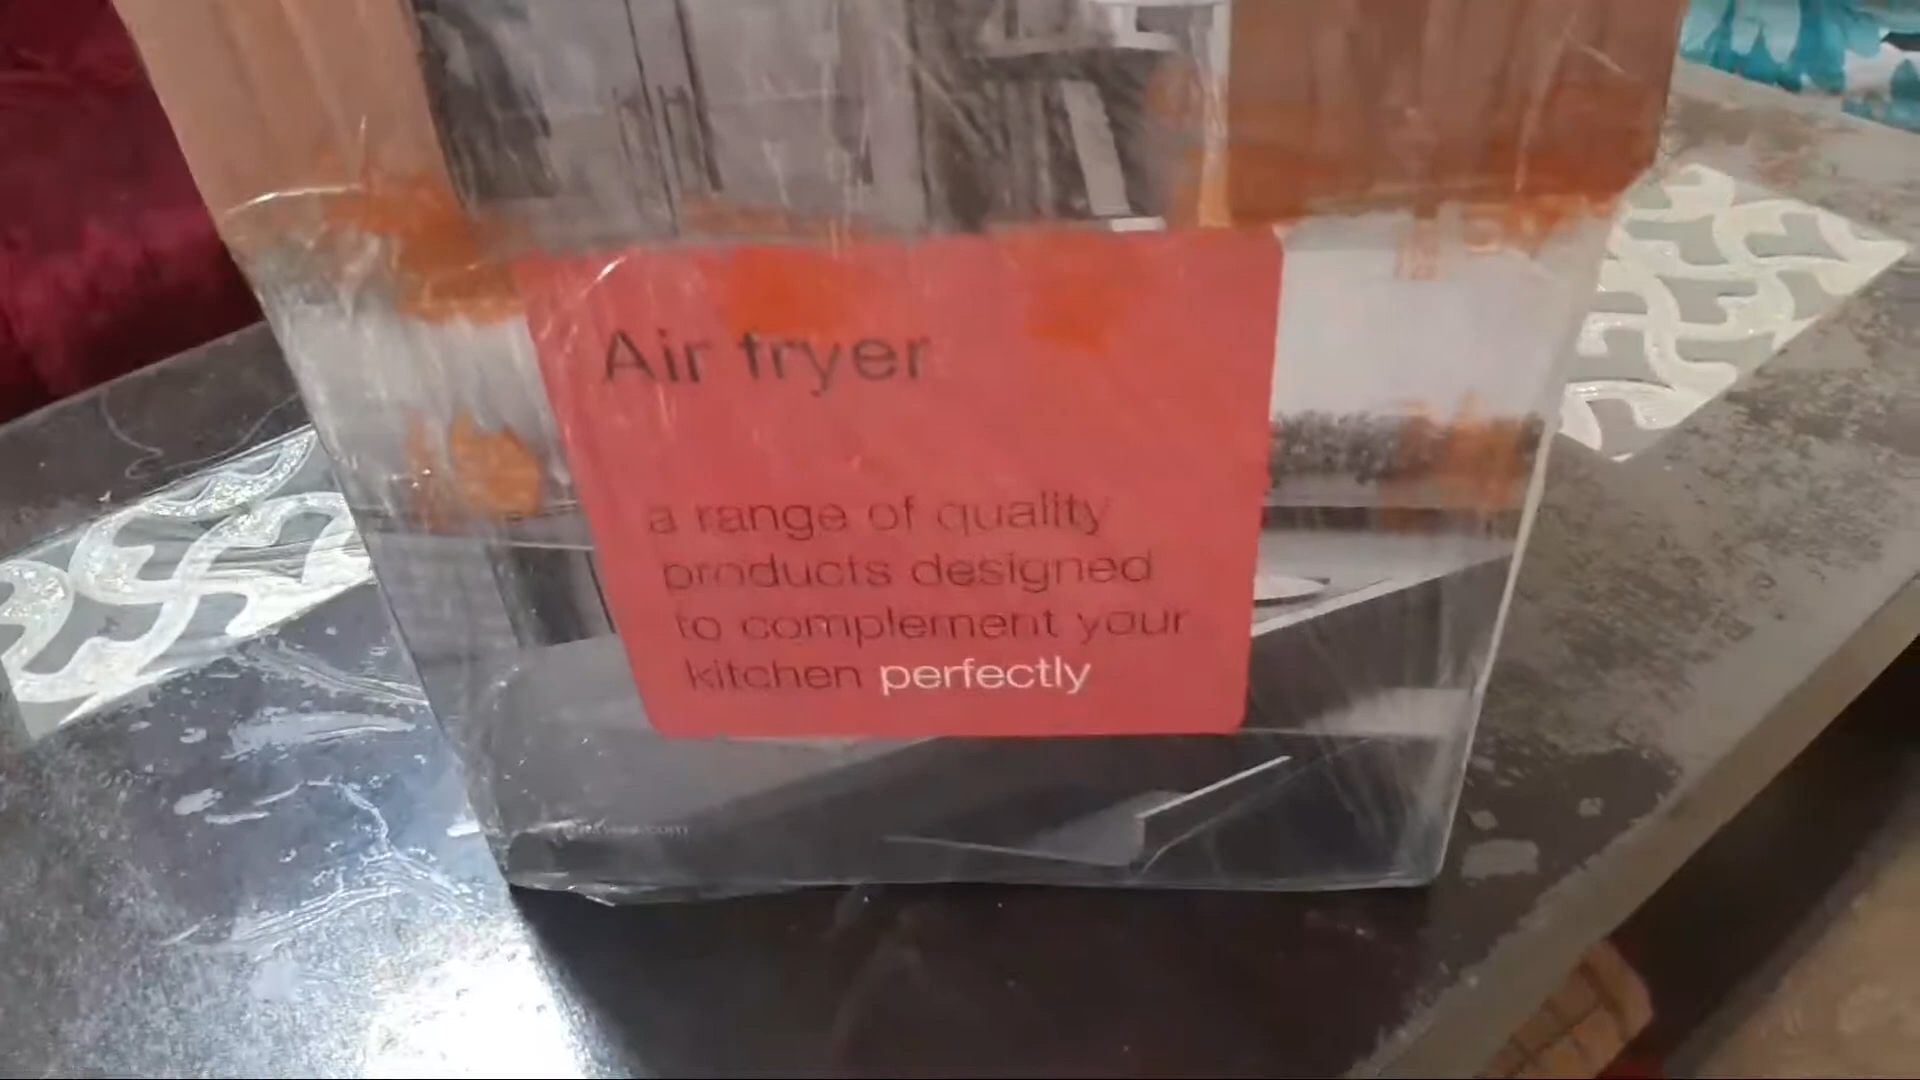 Air fryer
a range of quality
products designed
to complement your
kitchen perfectly